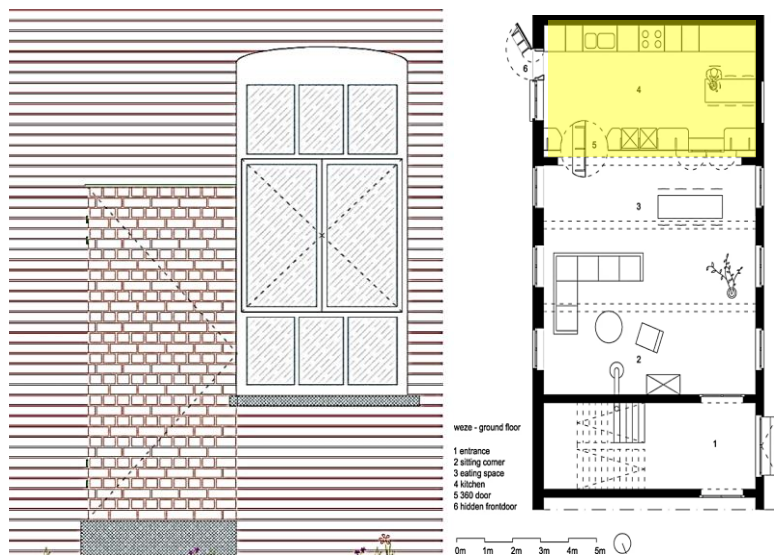 6
4
5
3
2
1
weze - ground floor
1 entrance
2 sitting corner
3 eating space
4 kitchen
5 360 door
6 hidden frontdoor
0m 1m 2m 3m 4m 5m